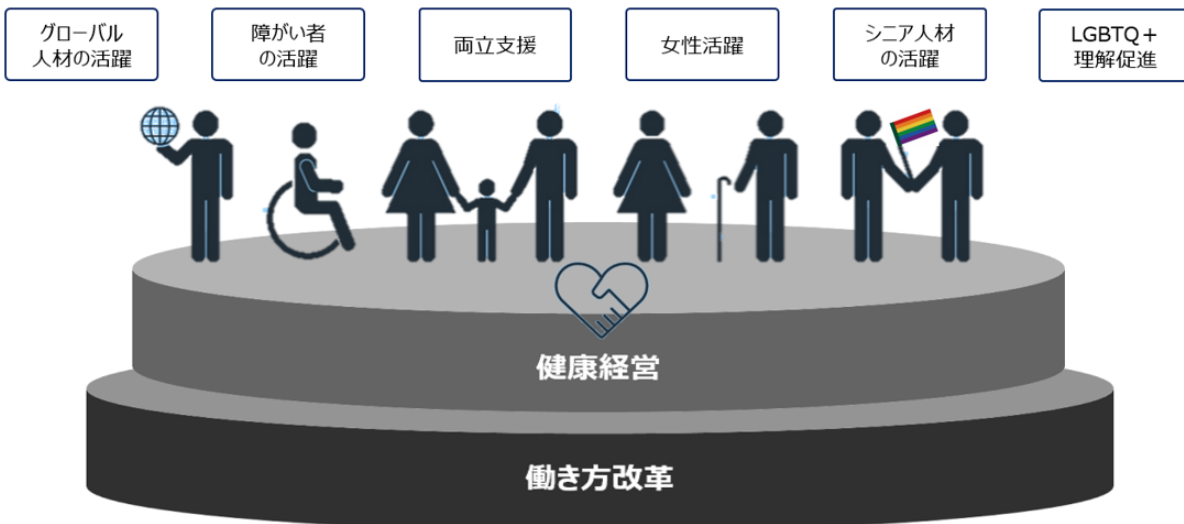 グローバル
人材の活躍
障がい者
の活躍
両立支援
女性活躍
シニア人材
の活躍
LGBTQ+
理解促進
健康経営
働き方改革